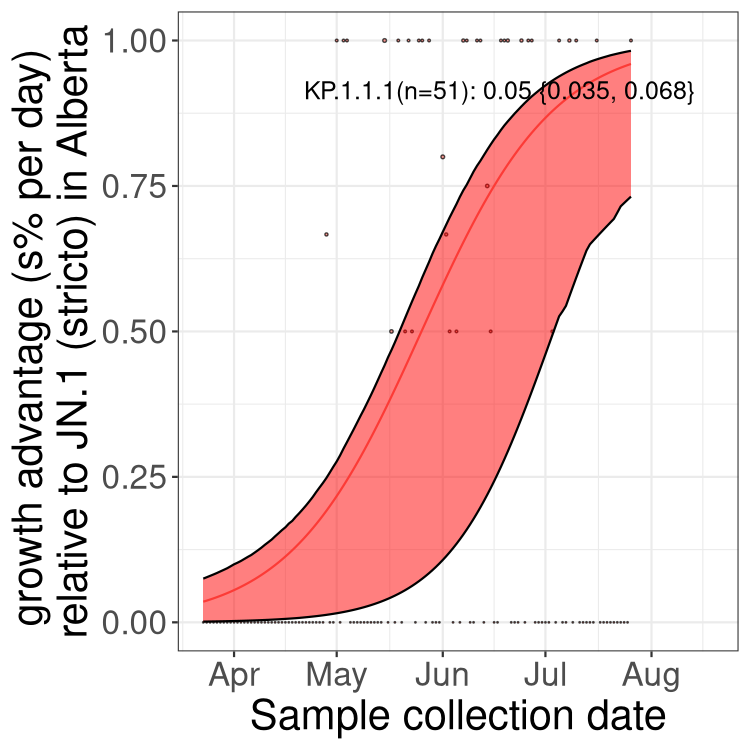 growth advantage (s% per day)
relative to JN.1 (stricto) in Alberta
1.00
0.75
0.50
0.25
0.00
KP.1.1.1(n=51): 0.05 {0.035, 0.068}
Apr May Jun Jul Aug
Sample collection date